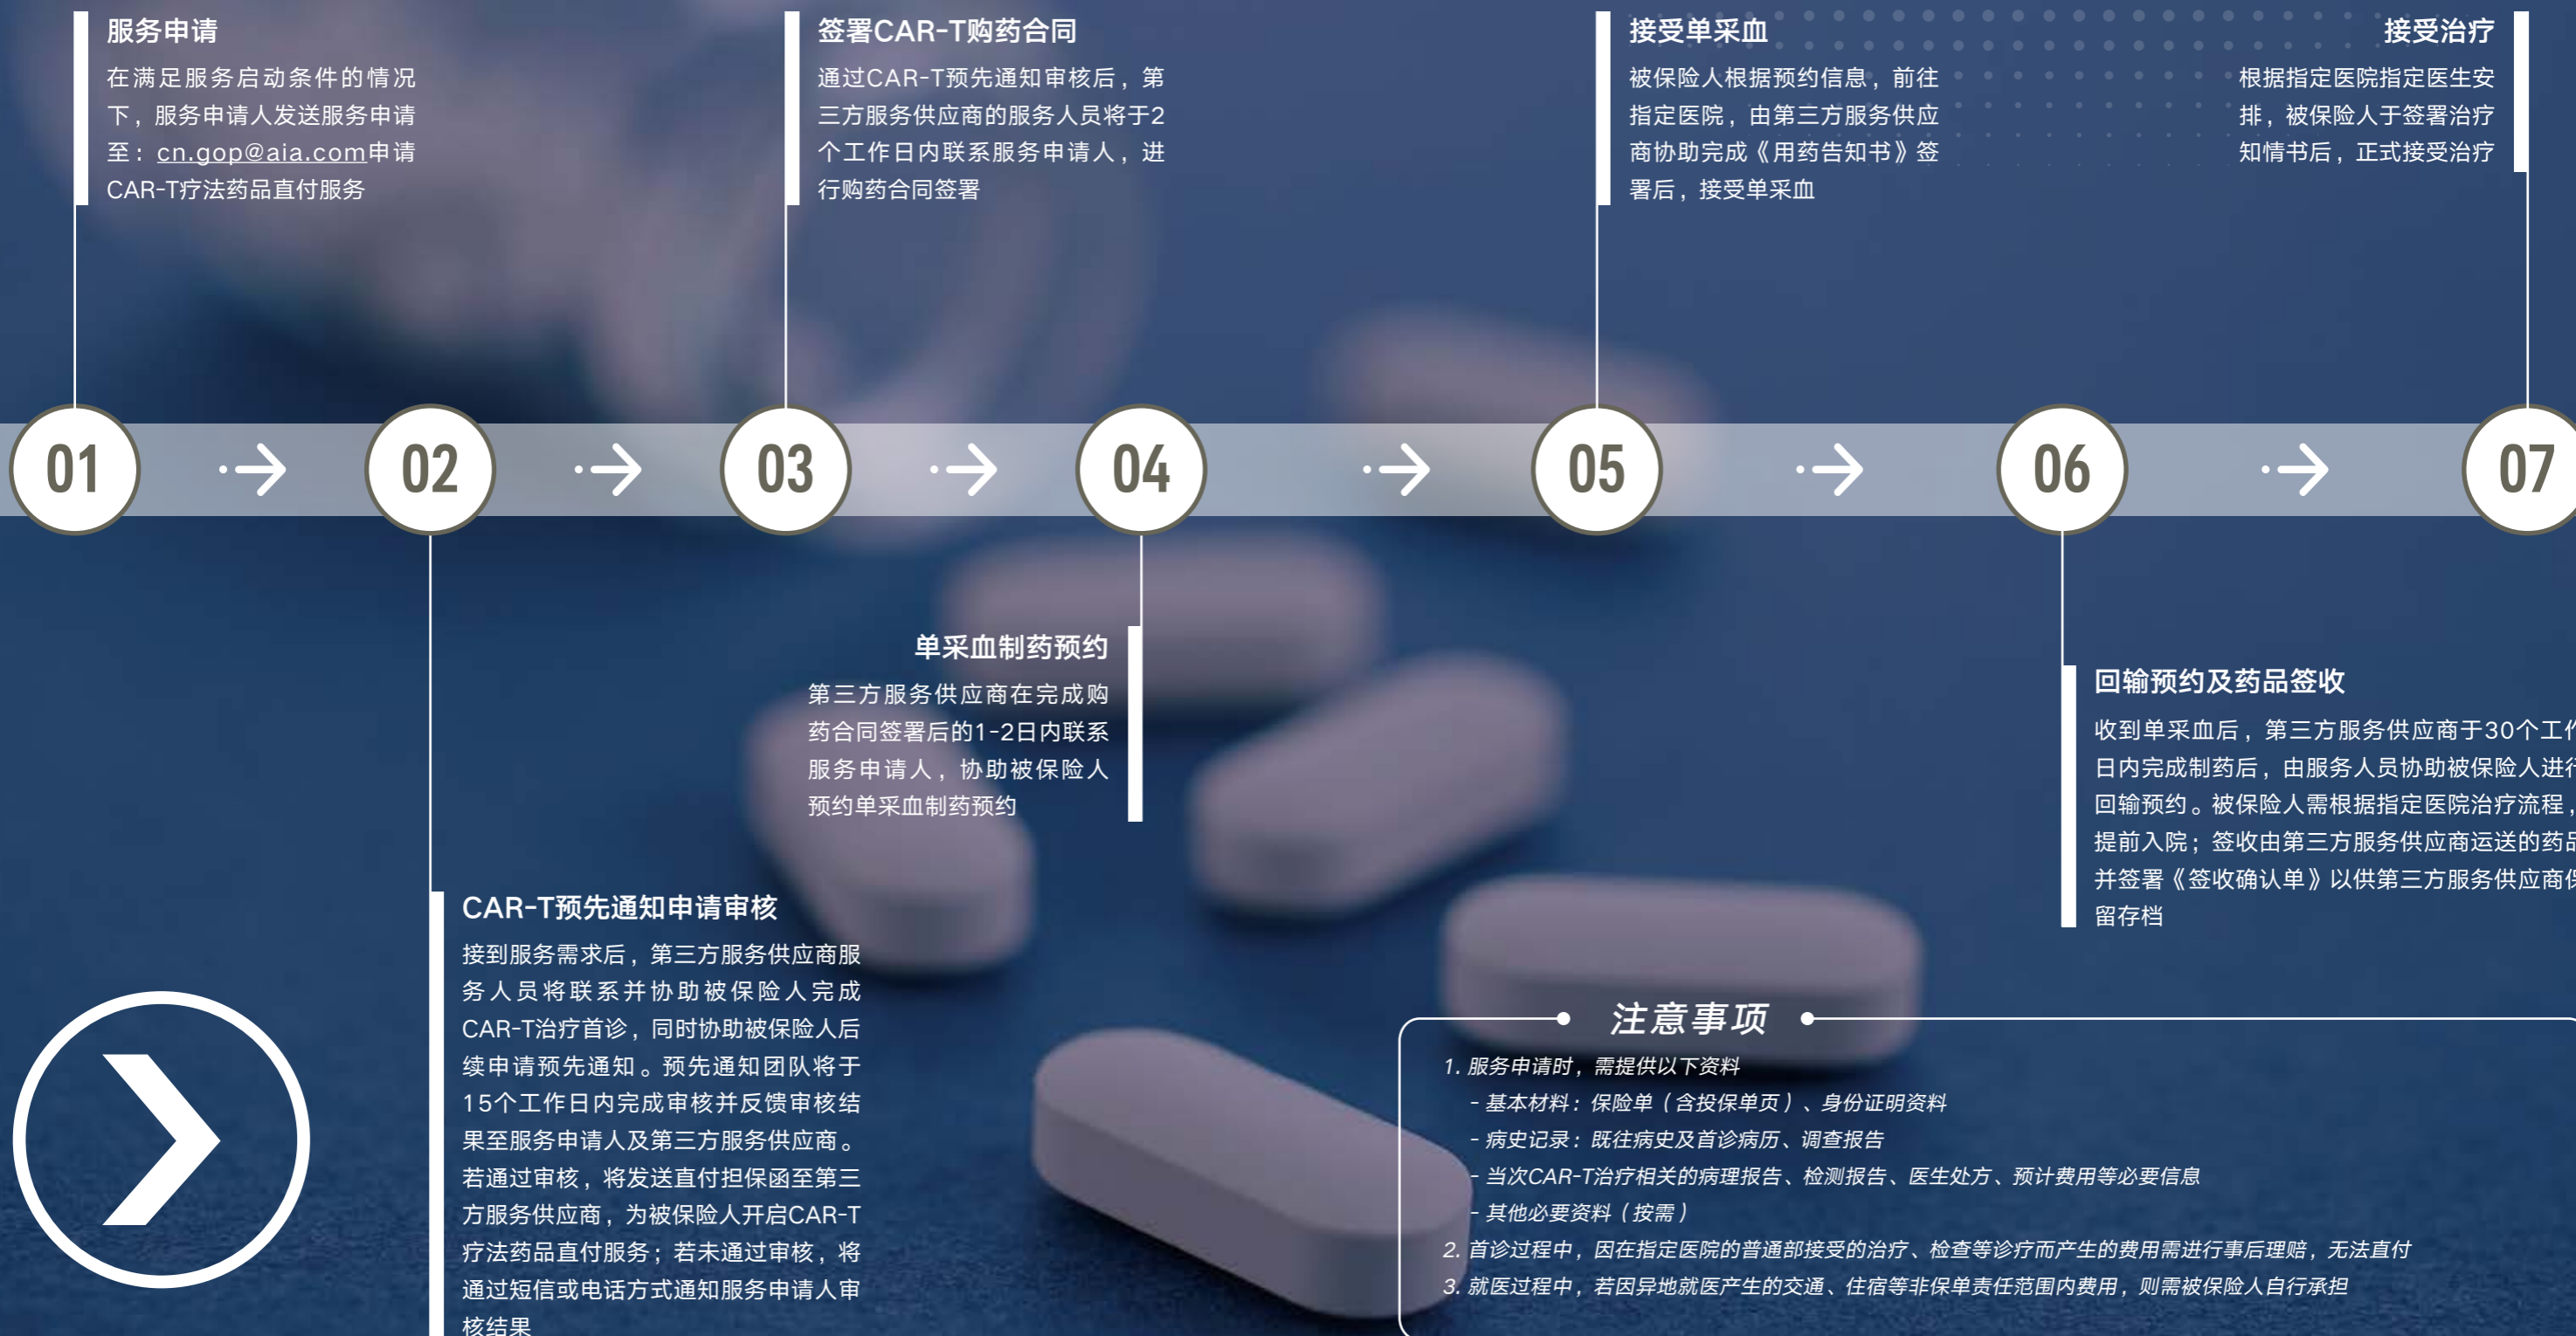 服务申请
在满足服务启动条件的情况
下，服务申请人发送服务申请
至：cn.gop@aia.com申请
CAR-T疗法药品直付服务
签署CAR-T购药合同
通过CAR-T预先通知审核后，第
三方服务供应商的服务人员将于2
个工作日内联系服务申请人，进
行购药合同签署
接受单采血
被保险人根据预约信息，前往
指定医院，由第三方服务供应
商协助完成《用药告知书》签
署后，接受单采血
接受治疗
根据指定医院指定医生安
排，被保险人于签署治疗
知情书后，正式接受治疗
01
02
03
04
05
06
07
单采血制药预约
第三方服务供应商在完成购
药合同签署后的1-2日内联系
服务申请人，协助被保险人
预约单采血制药预约
回输预约及药品签收
收到单采血后，第三方服务供应商于30个工作
日内完成制药后，由服务人员协助被保险人进行
回输预约。被保险人需根据指定医院治疗流程，
提前入院；签收由第三方服务供应商运送的药品
并签署《签收确认单》以供第三方服务供应商保
留存档
CAR-T预先通知申请审核
接到服务需求后，第三方服务供应商服
务人员将联系并协助被保险人完成
CAR-T治疗首诊，同时协助被保险人后
续申请预先通知。预先通知团队将于
15个工作日内完成审核并反馈审核结
果至服务申请人及第三方服务供应商。
若通过审核，将发送直付担保函至第三
方服务供应商，为被保险人开启CAR-T
疗法药品直付服务；若未通过审核，将
通过短信或电话方式通知服务申请人审
核结果
注意事项
1. 服务申请时，需提供以下资料
- 基本材料：保险单（含投保单页）、身份证明资料
- 病史记录：既往病史及首诊病历、调查报告
- 当次CAR-T治疗相关的病理报告、检测报告、医生处方、预计费用等必要信息
- 其他必要资料（按需）
2. 首诊过程中，因在指定医院的普通部接受的治疗、检查等诊疗而产生的费用需进行事后理赔，无法直付
3. 就医过程中，若因异地就医产生的交通、住宿等非保单责任范围内费用，则需被保险人自行承担